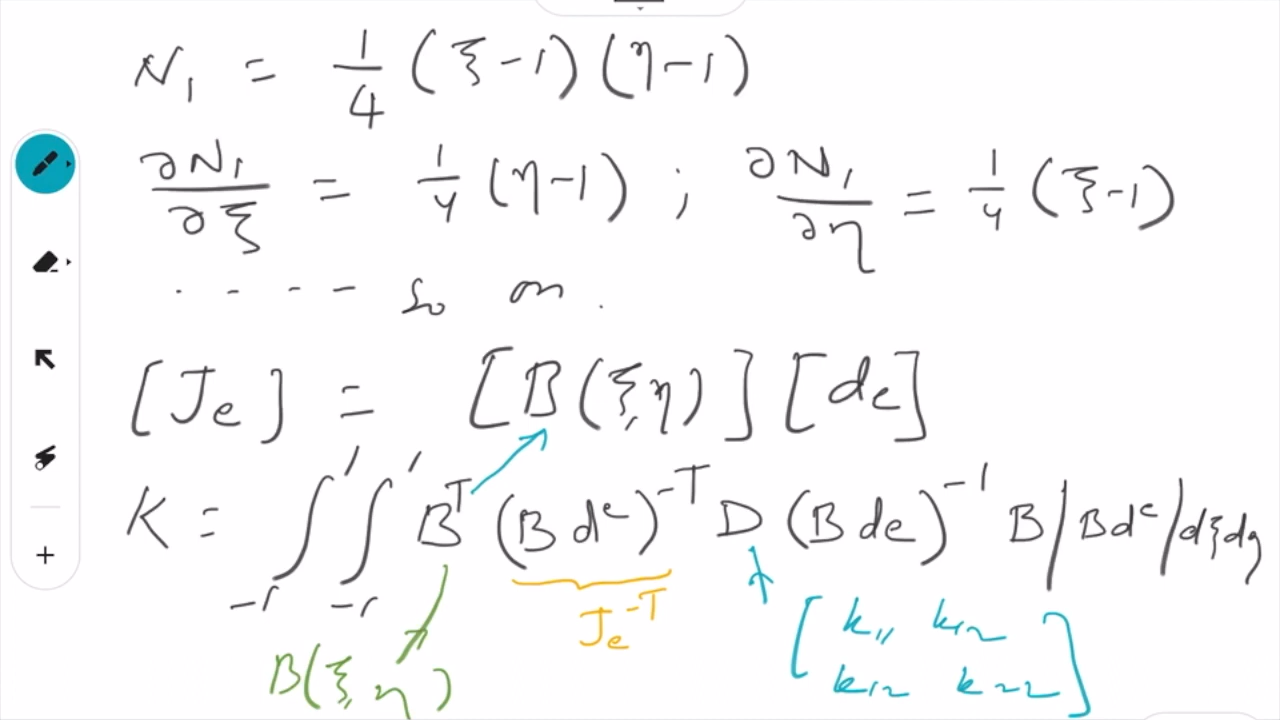 N₁ = 1/4 (ξ-1)(η-1)
∂N₁/∂ξ = 1/4 (η-1) ; ∂N₁/∂η = 1/4 (ξ-1)
. - - - - so on.
[Jₑ] = [B(ξ,η)][de]
K = ∫₋₁¹ ∫₋₁¹ Bᵀ (B dᵉ)⁻ᵀ D (B de)⁻¹ B |B dᵉ| dξ dη
Jₑ⁻ᵀ
[k₁₁ k₁₂
k₁₂ k₂₂]
B(ξ, η)